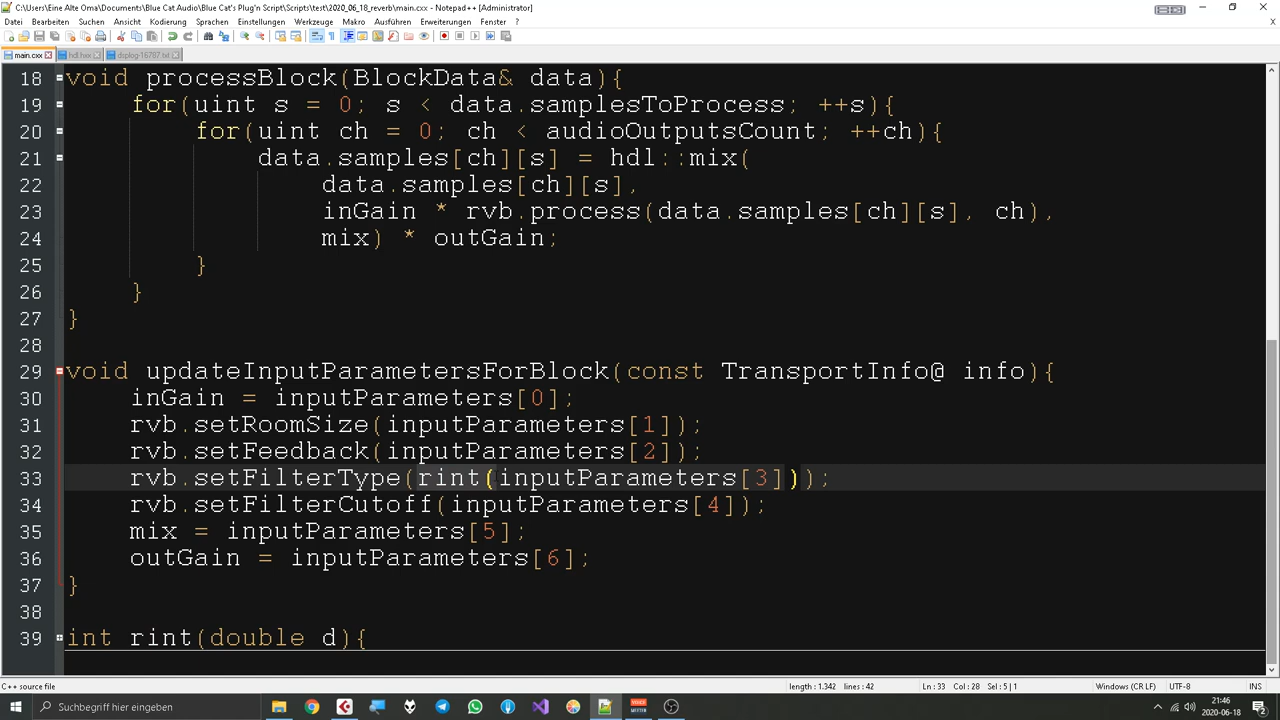 C:\Users\Eine Alte Oma\Documents\Blue Cat Audio\Blue Cat's Plug'n Script\Scripts\test\2020_06_18_reverb\main.cxx - Notepad++ [Administrator]
Datei Bearbeiten Suchen Ansicht Kodierung Sprachen Einstellungen Werkzeuge Makro Ausführen Erweiterungen Fenster ?
main.cxx hdl.hex dsplog-16787.txt
18 void processBlock(BlockData& data){
19 for(uint s = 0; s < data.samplesToProcess; ++s){
20 for(uint ch = 0; ch < audioOutputsCount; ++ch){
21 data.samples[ch][s] = hdl::mix(
22 data.samples[ch][s],
23 inGain * rvb.process(data.samples[ch][s], ch),
24 mix) * outGain;
25 }
26 }
27 }
28
29 void updateInputParametersForBlock(const TransportInfo@ info){
30 inGain = inputParameters[0];
31 rvb.setRoomSize(inputParameters[1]);
32 rvb.setFeedback(inputParameters[2]);
33 rvb.setFilterType(rint(inputParameters[3]));
34 rvb.setFilterCutoff(inputParameters[4]);
35 mix = inputParameters[5];
36 outGain = inputParameters[6];
37 }
38
39 int rint(double d){
C++ source file length : 1.342 lines : 42 Ln : 33 Col : 28 Sel : 5 | 1 Windows (CR LF) UTF-8 INS
Suchbegriff hier eingeben 21:46
2020-06-18